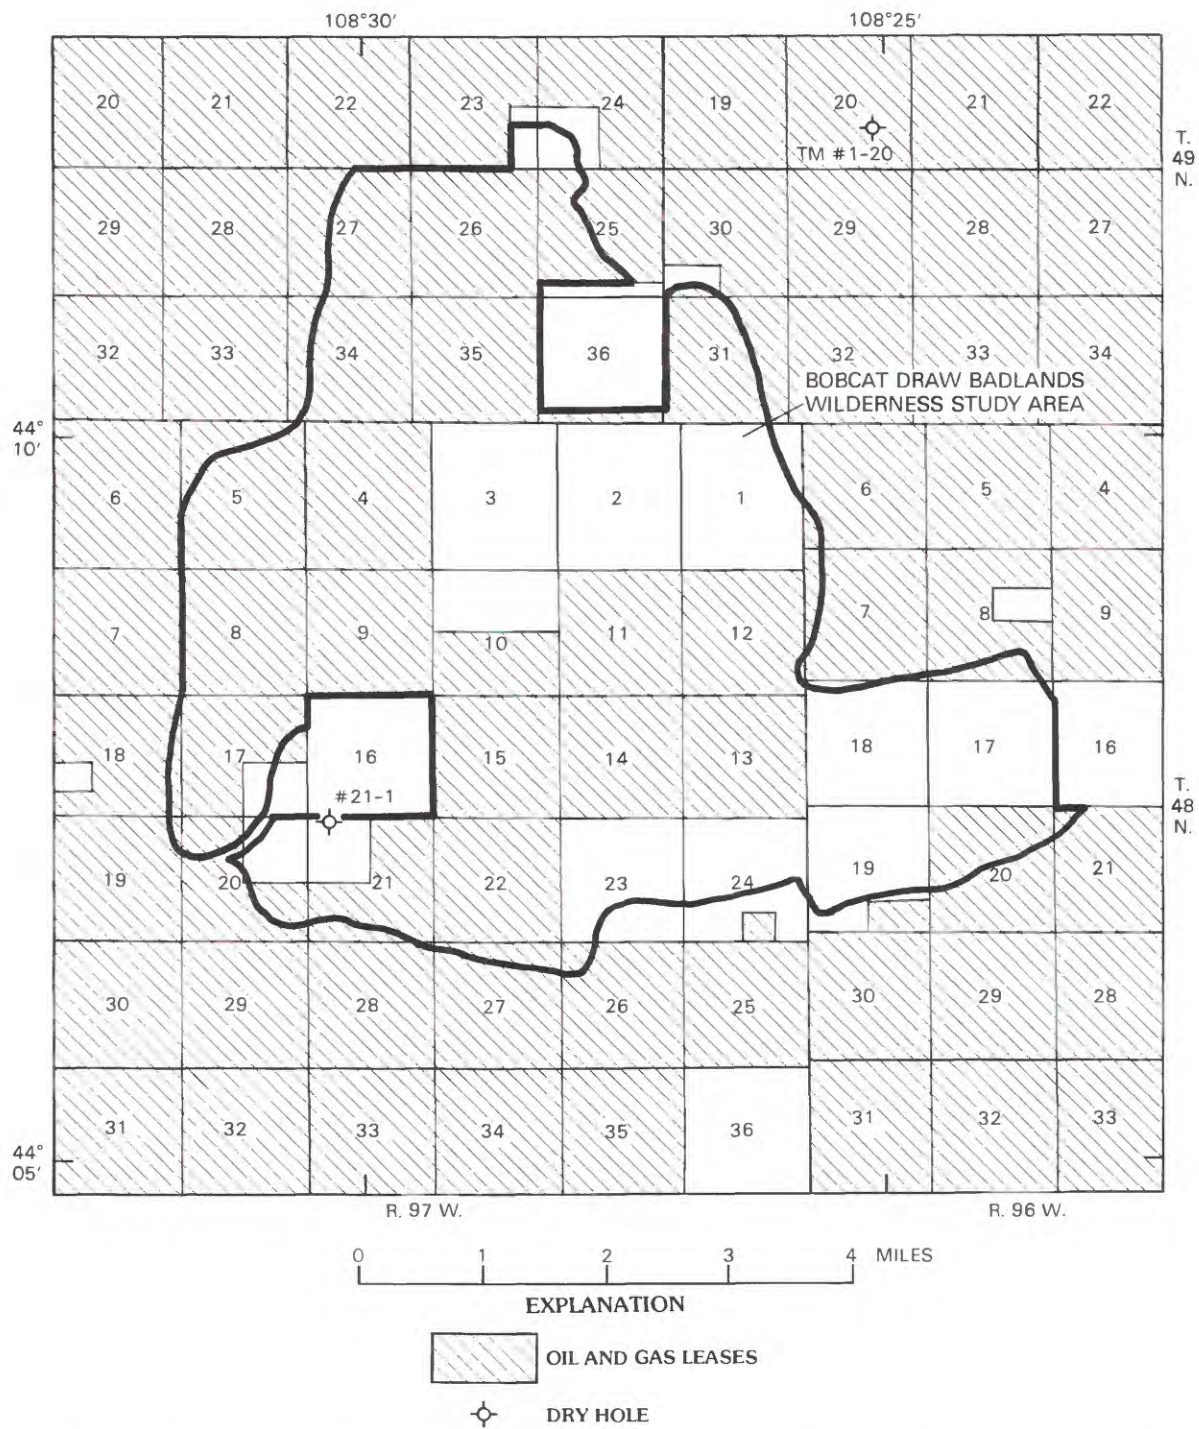 108°30′ 108°25′
20 21 22 23 24 19 20 21 22
TM #1-20
T.
49
N.
29 28 27 26 25 30 29 28 27
32 33 34 35 36 31 32 33 34
BOBCAT DRAW BADLANDS
WILDERNESS STUDY AREA
44°
10′
6 5 4 3 2 1 6 5 4
7 8 9 10 11 12 7 8 9
18 17 16 15 14 13 18 17 16
#21-1
T.
48
N.
19 20 21 22 23 24 19 20 21
30 29 28 27 26 25 30 29 28
31 32 33 34 35 36 31 32 33
44°
05′
R. 97 W. R. 96 W.
0 1 2 3 4 MILES
EXPLANATION
OIL AND GAS LEASES
DRY HOLE